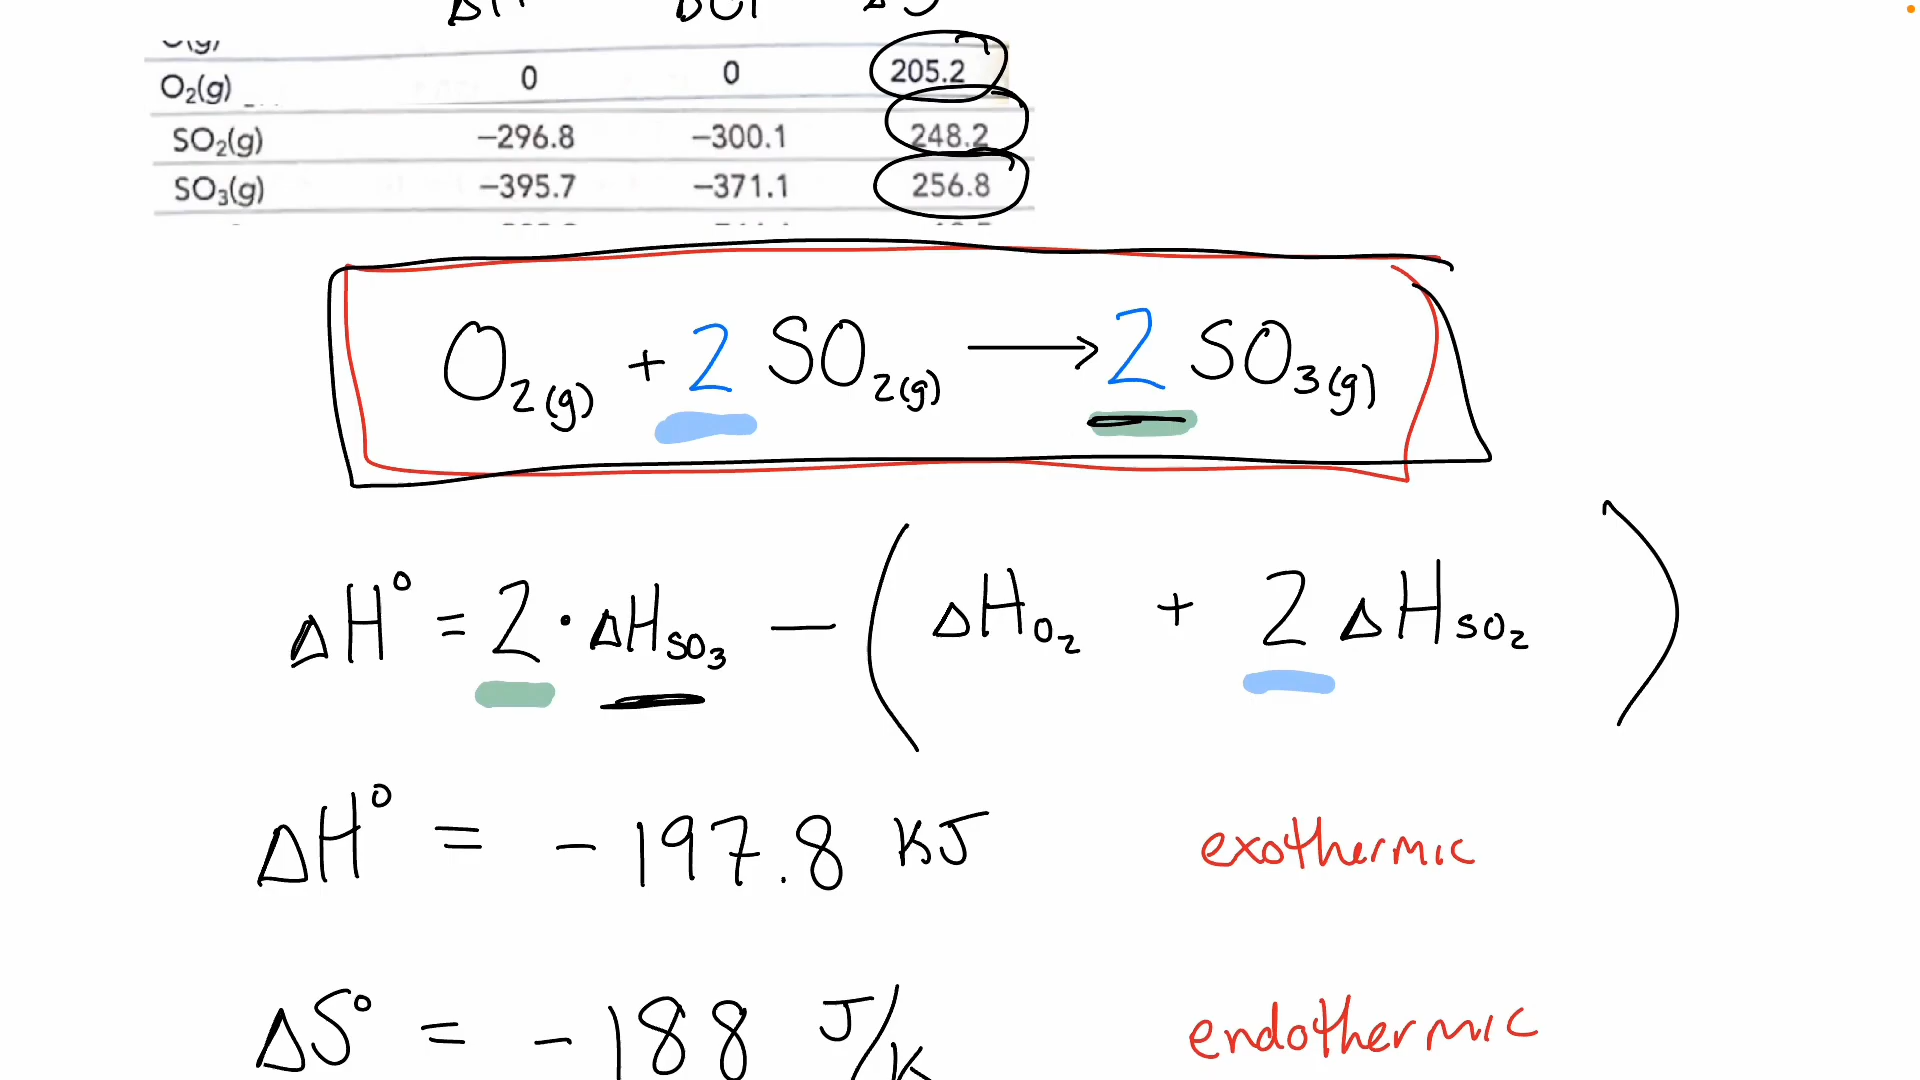 O₂(g) 0 0 205.2
SO₂(g) −296.8 −300.1 248.2
SO₃(g) −395.7 −371.1 256.8
O₂(g) + 2 SO₂(g) ⟶ 2 SO₃(g)
ΔH° = 2 · ΔH SO₃ — ( ΔH O₂ + 2 ΔH SO₂ )
ΔH° = - 197.8 KJ exothermic
ΔS° = - 188 J/K endothermic